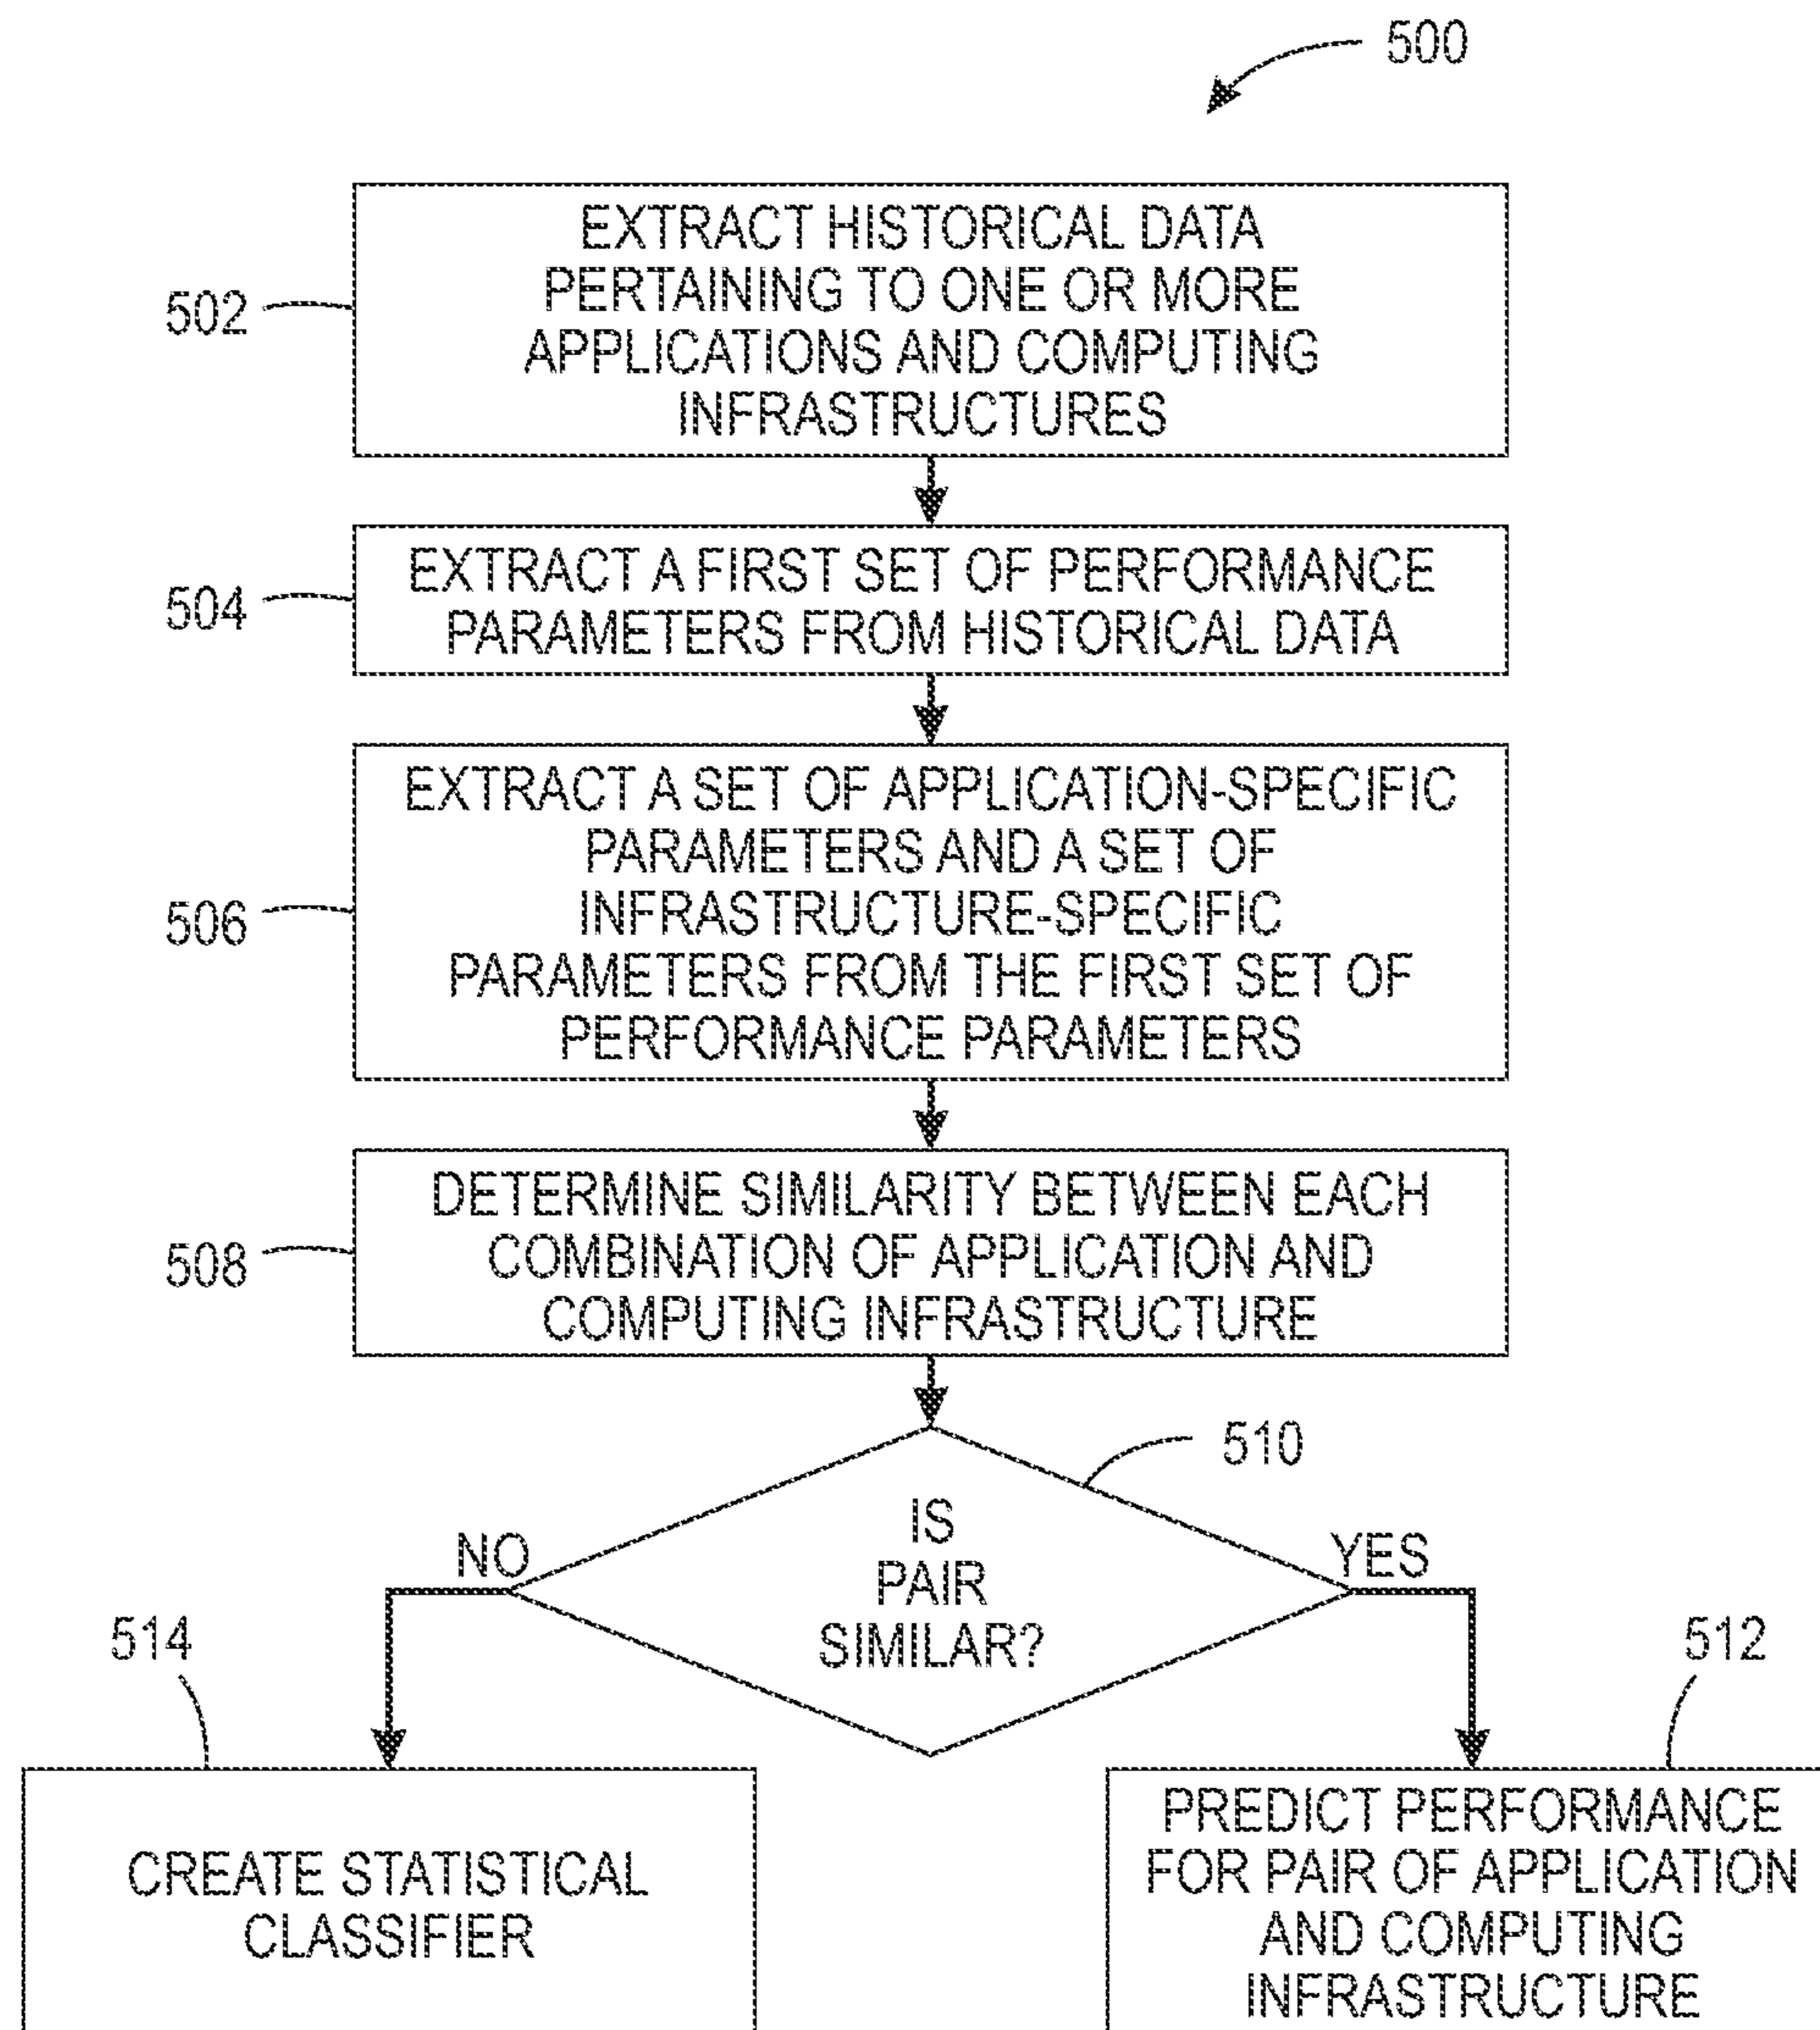 500
502
EXTRACT HISTORICAL DATA
PERTAINING TO ONE OR MORE
APPLICATIONS AND COMPUTING
INFRASTRUCTURES
504
EXTRACT A FIRST SET OF PERFORMANCE
PARAMETERS FROM HISTORICAL DATA
506
EXTRACT A SET OF APPLICATION-SPECIFIC
PARAMETERS AND A SET OF
INFRASTRUCTURE-SPECIFIC
PARAMETERS FROM THE FIRST SET OF
PERFORMANCE PARAMETERS
508
DETERMINE SIMILARITY BETWEEN EACH
COMBINATION OF APPLICATION AND
COMPUTING INFRASTRUCTURE
510
IS
PAIR
SIMILAR?
NO
YES
514
512
CREATE STATISTICAL
CLASSIFIER
PREDICT PERFORMANCE
FOR PAIR OF APPLICATION
AND COMPUTING
INFRASTRUCTURE